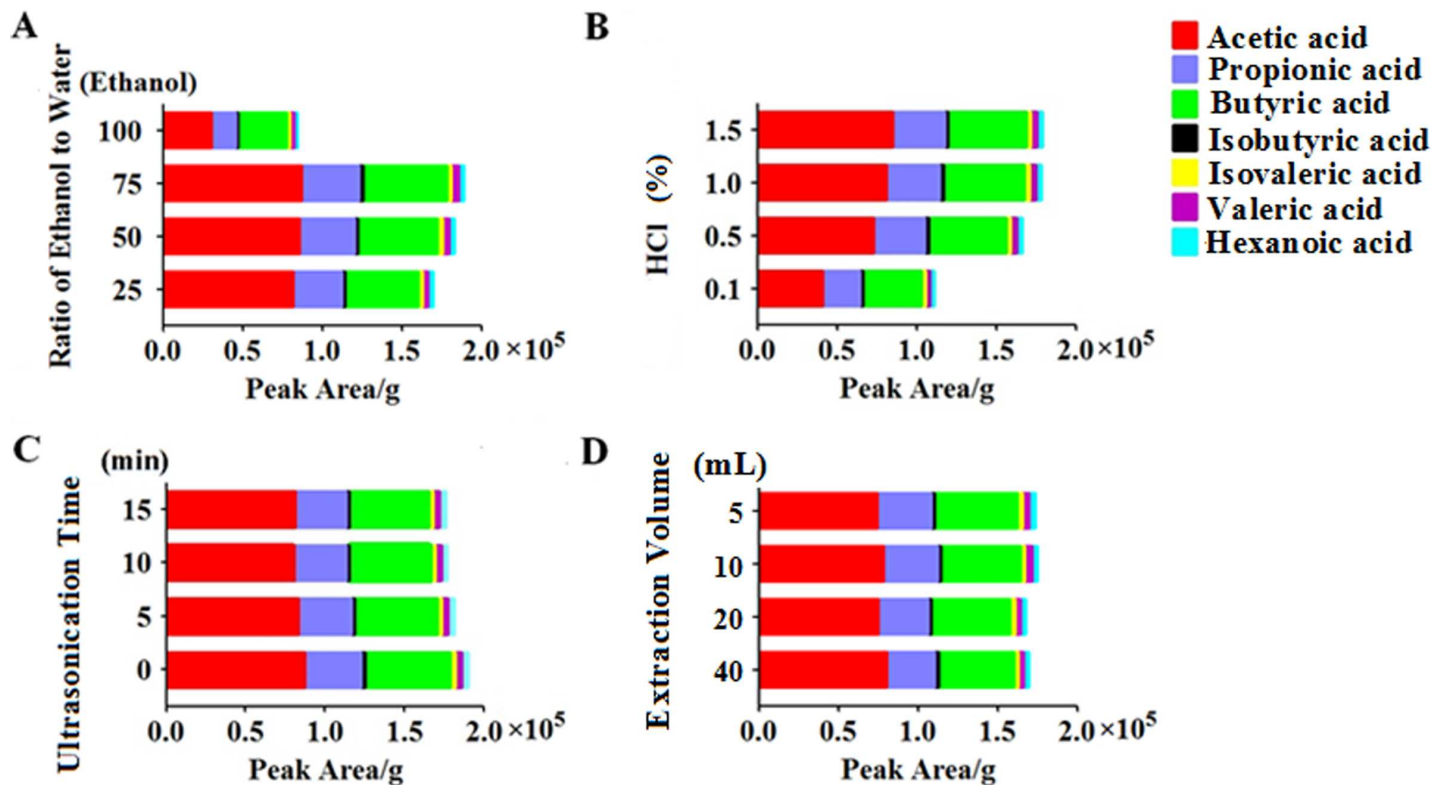 A
Ratio of Ethanol to Water
(Ethanol)
100
75
50
25
0.0 0.5 1.0 1.5 2.0 ×10⁵
Peak Area/g
B
HCl (%)
1.5
1.0
0.5
0.1
0.0 0.5 1.0 1.5 2.0 ×10⁵
Peak Area/g
Acetic acid
Propionic acid
Butyric acid
Isobutyric acid
Isovaleric acid
Valeric acid
Hexanoic acid
C
Ultrasonication Time
(min)
15
10
5
0
0.0 0.5 1.0 1.5 2.0 ×10⁵
Peak Area/g
D
Extraction Volume
(mL)
5
10
20
40
0.0 0.5 1.0 1.5 2.0 ×10⁵
Peak Area/g